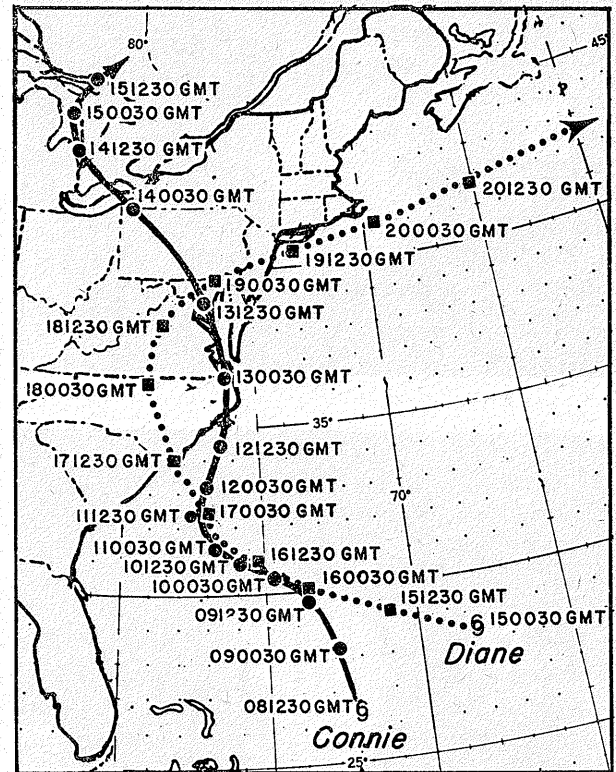 80°
45°
151230 GMT
150030 GMT
141230 GMT
140030 GMT
201230 GMT
200030 GMT
191230 GMT
190030 GMT
131230 GMT
181230 GMT
130030 GMT
180030 GMT
35°
121230 GMT
171230 GMT
120030 GMT
70°
111230 GMT
170030 GMT
110030 GMT
161230 GMT
101230 GMT
100030 GMT
160030 GMT
091230 GMT
151230 GMT
150030 GMT
090030 GMT
Diane
081230 GMT
Connie
25°